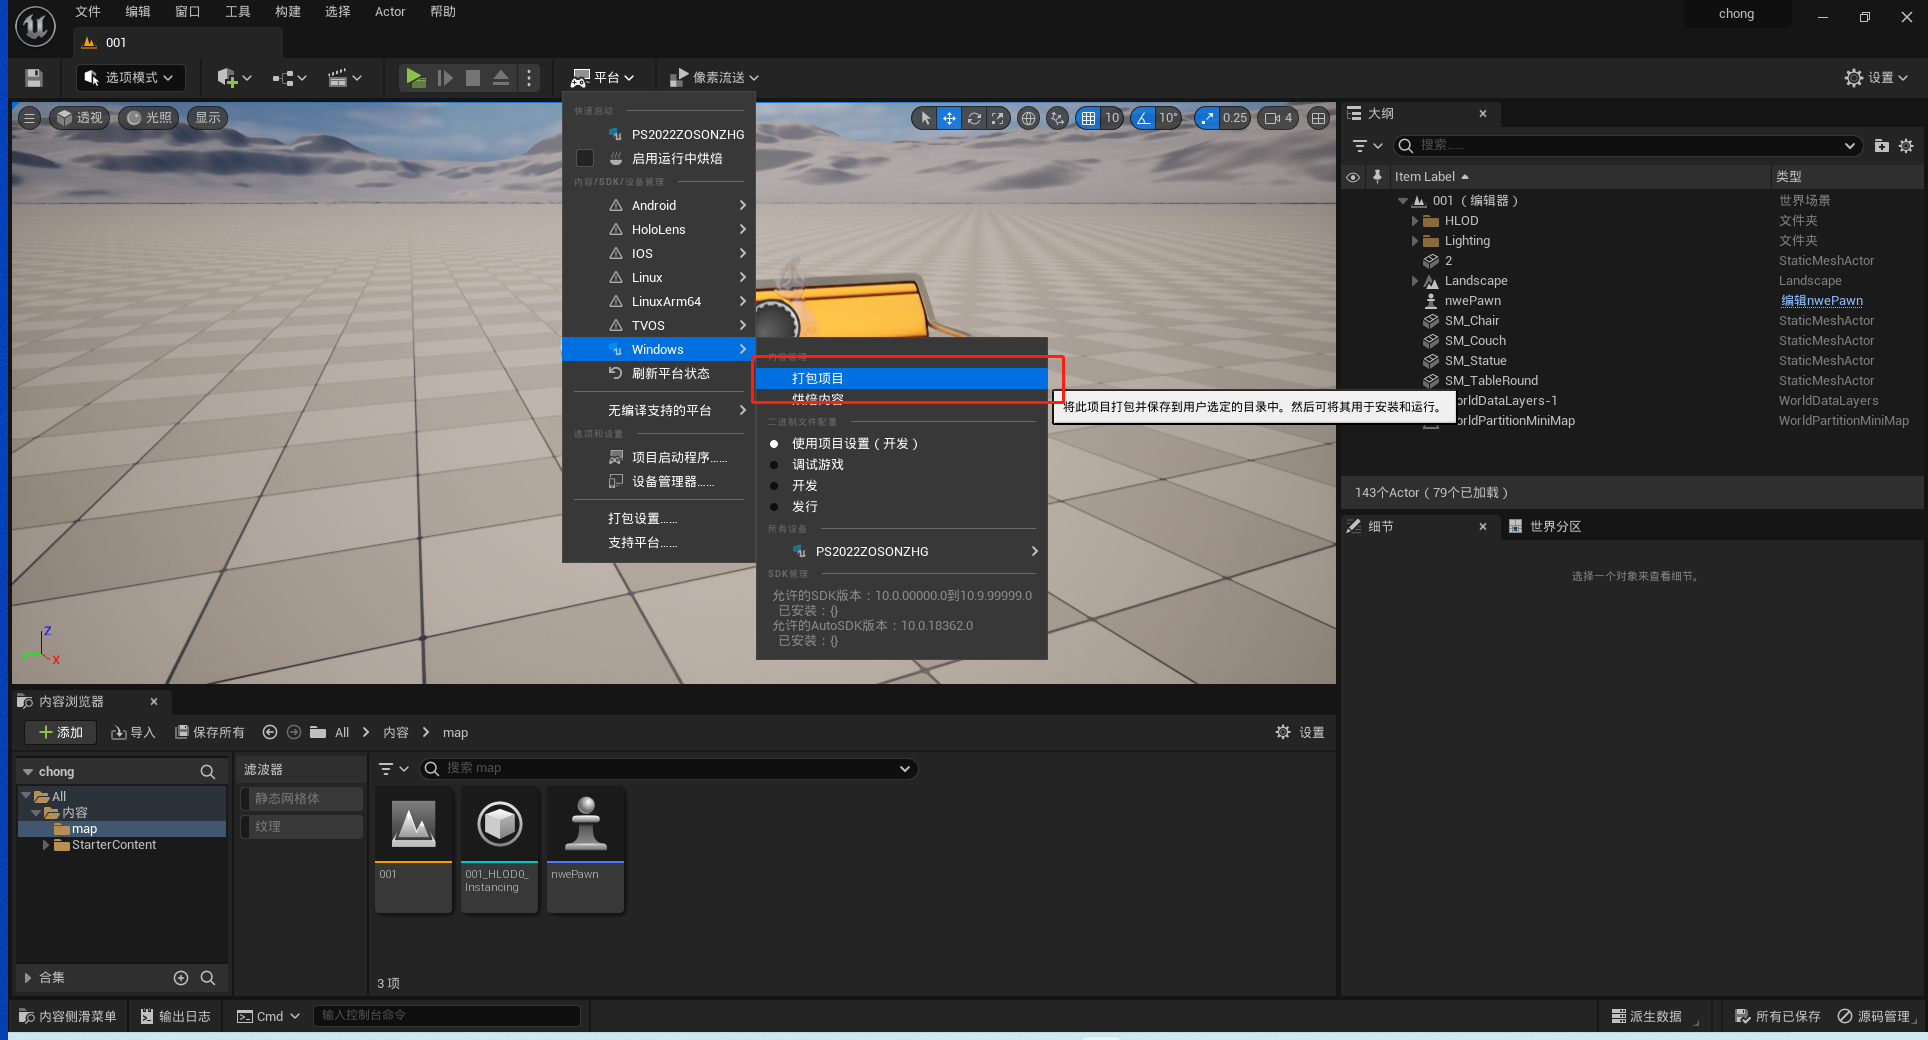 文件 编辑 窗口 工具 构建 选择 Actor 帮助
chong
001
选项模式
平台
像素流送
设置
透视 光照 显示
10
10°
0.25
4
快速启动
PS2022ZOSONZHG
启用运行中烘焙
内容/SDK/设备管理
Android
HoloLens
IOS
Linux
LinuxArm64
TVOS
Windows
刷新平台状态
无编译支持的平台
选项和设置
项目启动程序......
设备管理器......
打包设置......
支持平台......
内容管理
打包项目
烘焙内容
二进制文件配置
使用项目设置（开发）
调试游戏
开发
发行
所有设备
PS2022ZOSONZHG
SDK管理
允许的SDK版本：10.0.00000.0到10.9.99999.0
已安装：{}
允许的AutoSDK版本：10.0.18362.0
已安装：{}
将此项目打包并保存到用户选定的目录中。然后可将其用于安装和运行。
Z
X
大纲
搜索......
Item Label 类型
001 （编辑器） 世界场景
HLOD 文件夹
Lighting 文件夹
2 StaticMeshActor
Landscape Landscape
nwePawn 编辑nwePawn
SM_Chair StaticMeshActor
SM_Couch StaticMeshActor
SM_Statue StaticMeshActor
SM_TableRound StaticMeshActor
orldDataLayers-1 WorldDataLayers
orldPartitionMiniMap WorldPartitionMiniMap
143个Actor（79个已加载）
细节
世界分区
选择一个对象来查看细节。
内容浏览器
添加 导入 保存所有 All 内容 map
设置
chong
All
内容
map
StarterContent
合集
滤波器
静态网格体
纹理
搜索 map
001
001_HLOD0_
Instancing
nwePawn
3 项
内容侧滑菜单 输出日志 Cmd 输入控制台命令
派生数据 所有已保存 源码管理